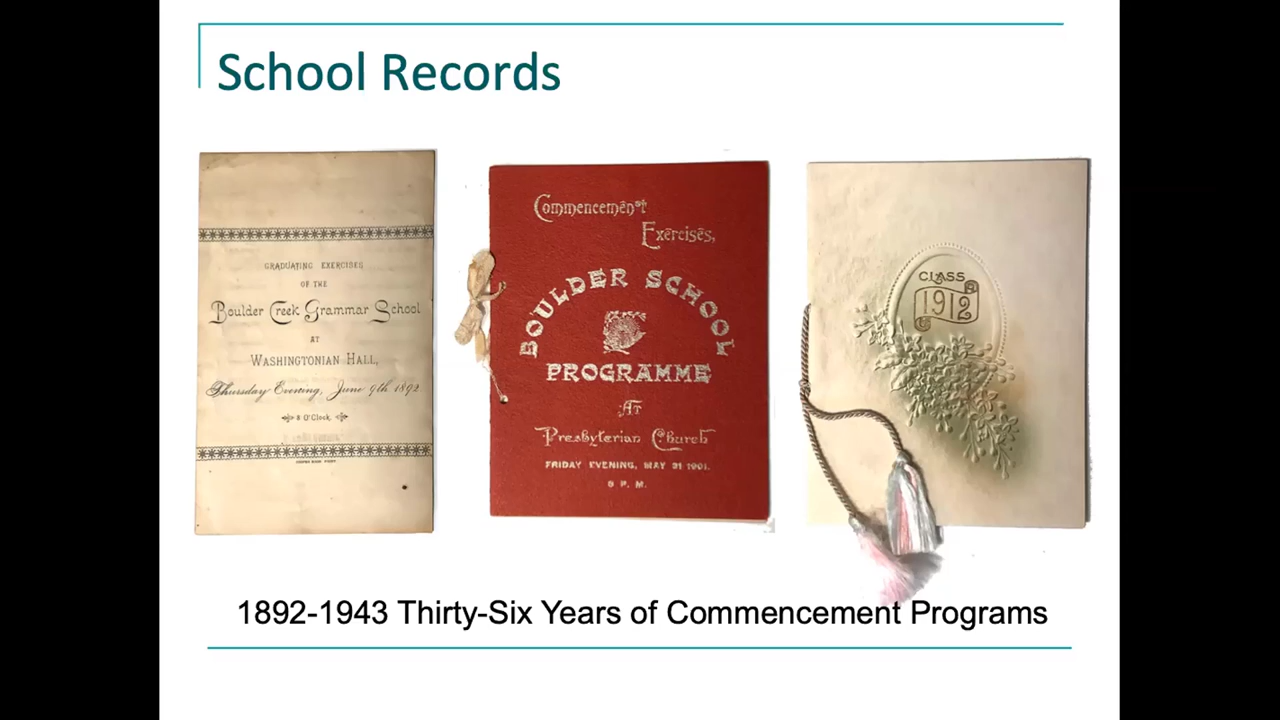 School Records
GRADUATING EXERCISES
OF THE
Boulder Creek Grammar School
AT
WASHINGTONIAN HALL,
Thursday Evening, June 9th 1892
8 O'Clock.
Commencement
Exercises,
BOULDER SCHOOL
PROGRAMME
AT
Presbyterian Church
FRIDAY EVENING, MAY 31 1901.
8 P. M.
CLASS
1912
1892-1943 Thirty-Six Years of Commencement Programs